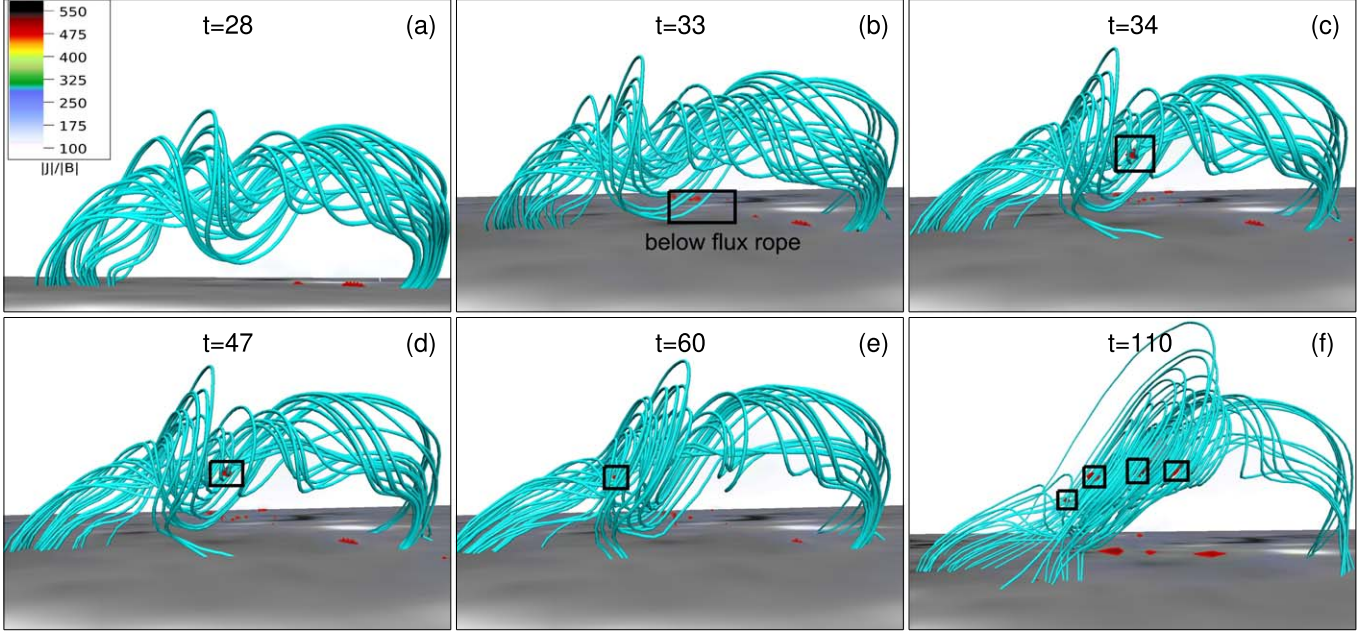 t=28
(a)
550
475
400
325
250
175
100
|J|/|B|
t=33
(b)
below flux rope
t=34
(c)
t=47
(d)
t=60
(e)
t=110
(f)